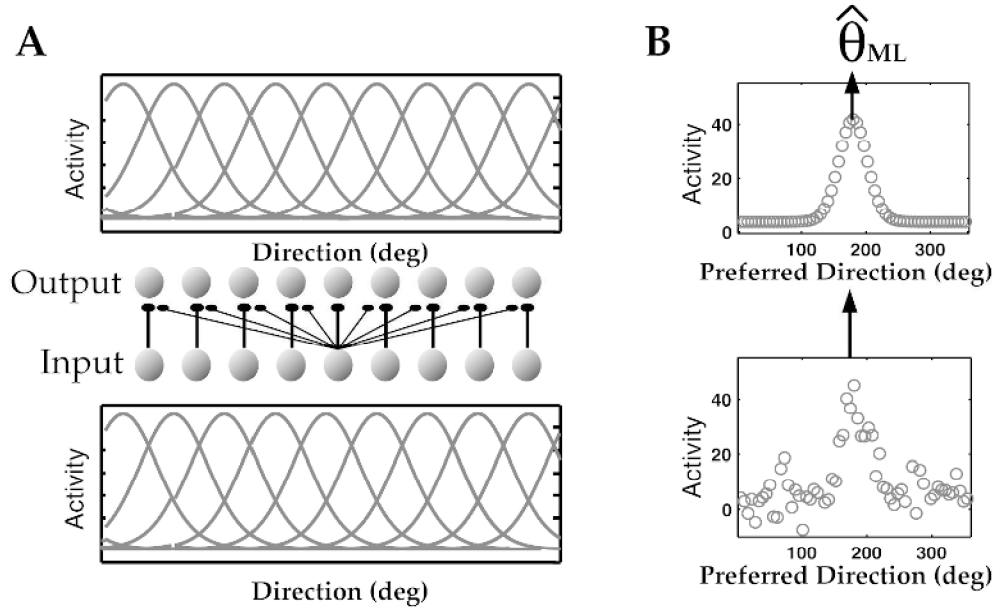 A
Activity
Direction (deg)
Output
Input
Activity
Direction (deg)
B
θ̂ML
Activity
40
20
0
100 200 300
Preferred Direction (deg)
Activity
40
20
0
100 200 300
Preferred Direction (deg)